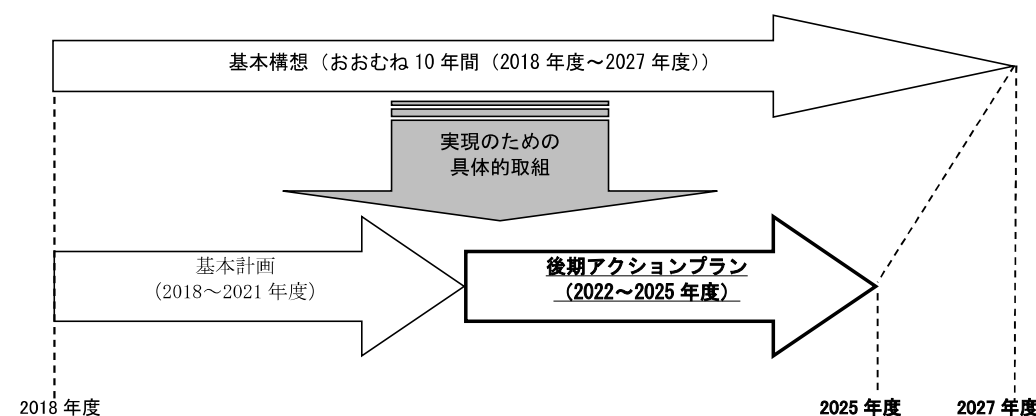 基本構想（おおむね 10 年間（2018 年度～2027 年度））
実現のための
具体的取組
基本計画
（2018～2021 年度）
後期アクションプラン
（2022～2025 年度）
2018 年度
2025 年度
2027 年度